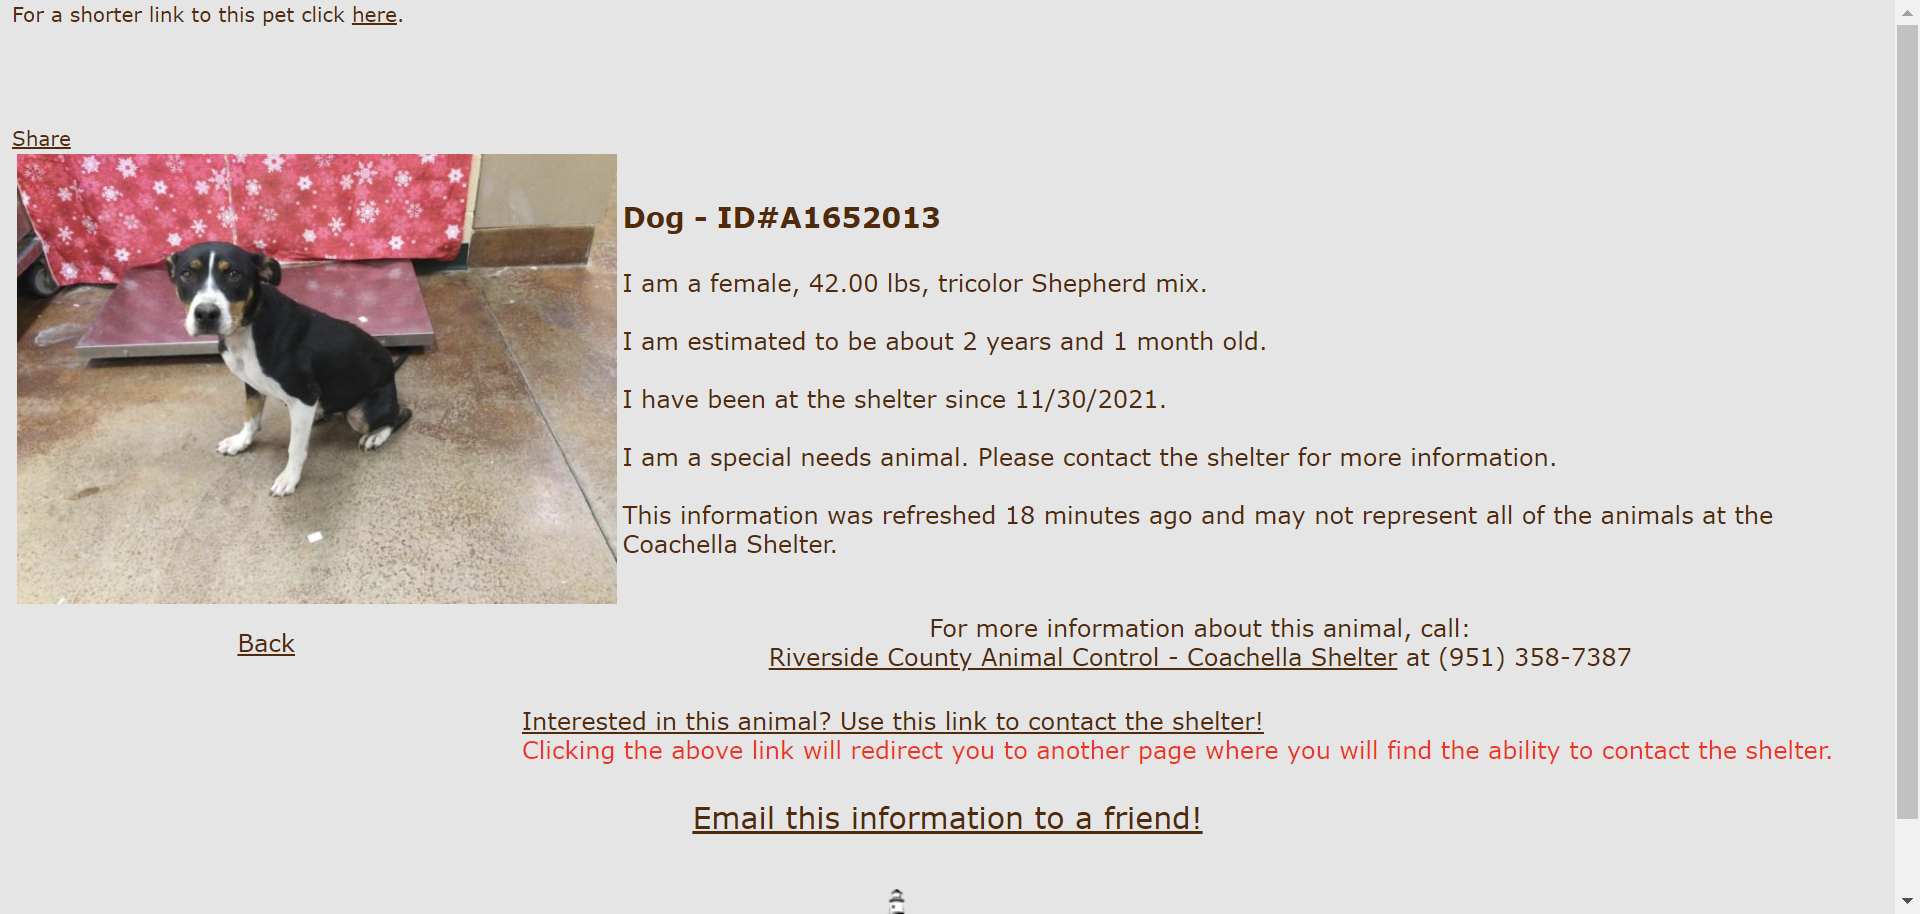 For a shorter link to this pet click here.
Share
Dog - ID#A1652013
I am a female, 42.00 lbs, tricolor Shepherd mix.
I am estimated to be about 2 years and 1 month old.
I have been at the shelter since 11/30/2021.
I am a special needs animal. Please contact the shelter for more information.
This information was refreshed 18 minutes ago and may not represent all of the animals at the
Coachella Shelter.
Back
For more information about this animal, call:
Riverside County Animal Control - Coachella Shelter at (951) 358-7387
Interested in this animal? Use this link to contact the shelter!
Clicking the above link will redirect you to another page where you will find the ability to contact the shelter.
Email this information to a friend!